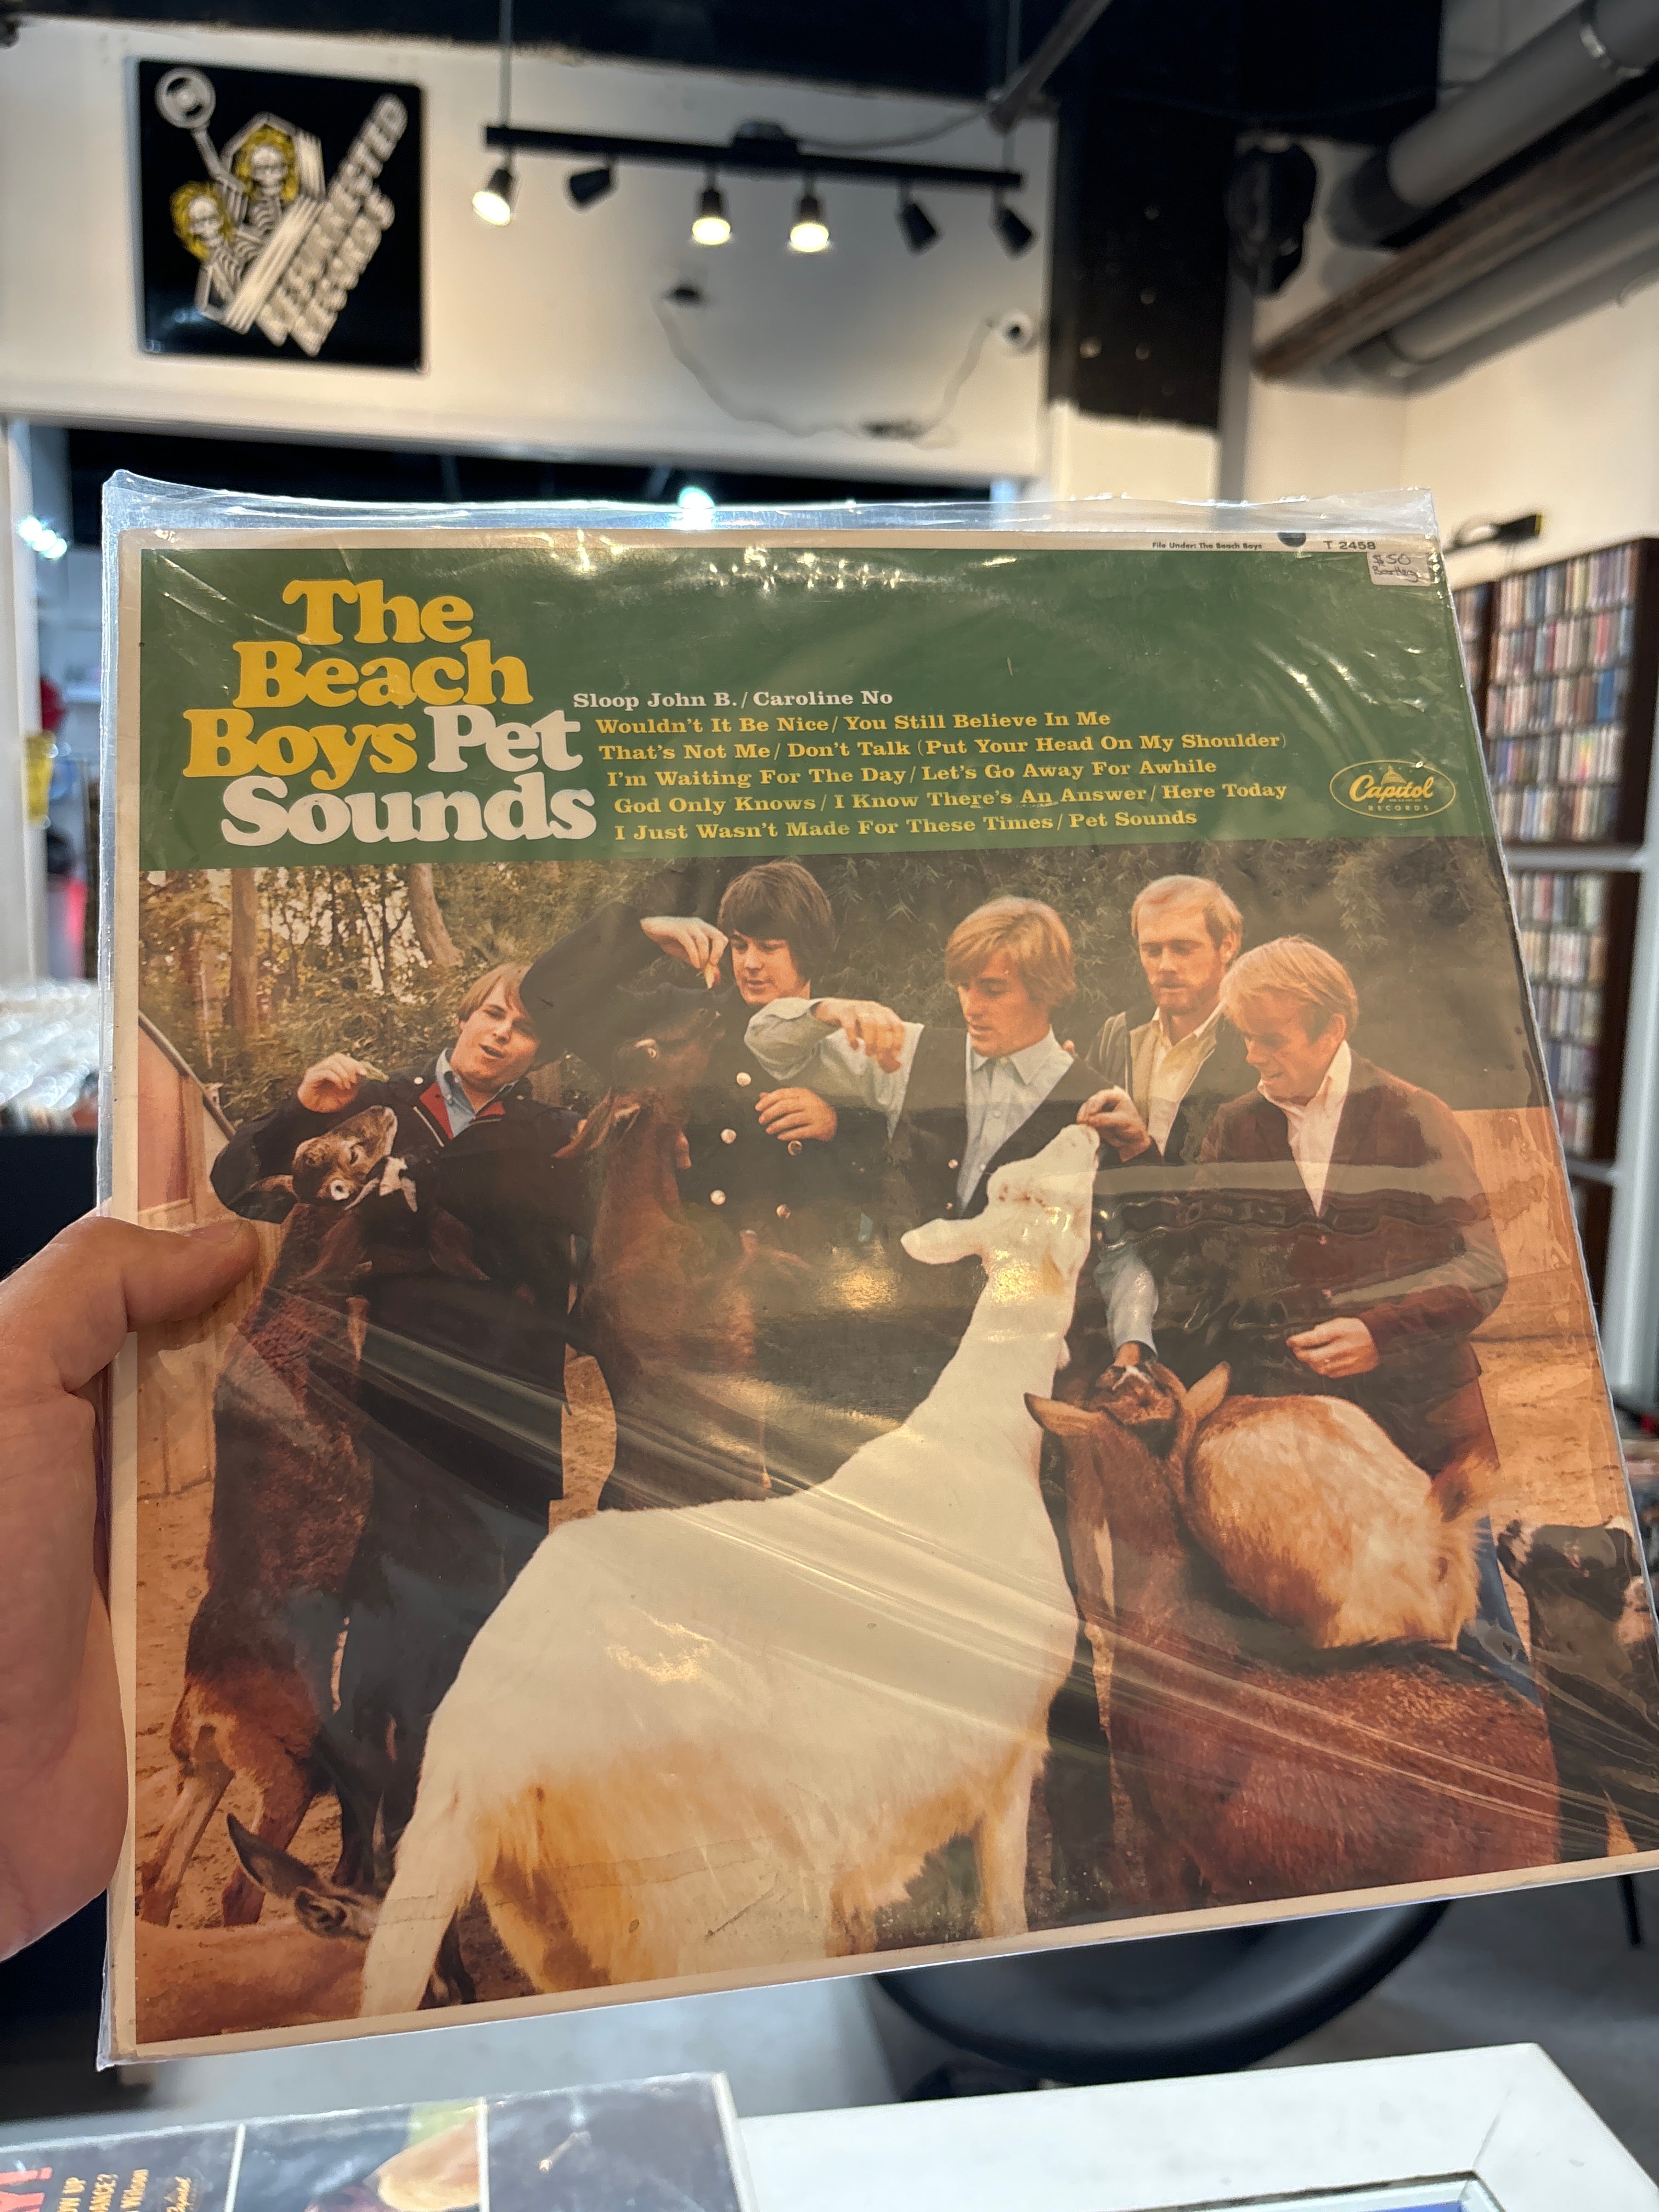 RESURRECTED
RECORDS
File Under: The Beach Boys
T 2458
$50
The
Beach
Boys Pet
Sounds
Sloop John B./Caroline No
Wouldn't It Be Nice/You Still Believe In Me
That's Not Me/Don't Talk (Put Your Head On My Shoulder)
I'm Waiting For The Day/Let's Go Away For Awhile
God Only Knows/I Know There's An Answer/Here Today
I Just Wasn't Made For These Times/Pet Sounds
Capitol
RECORDS